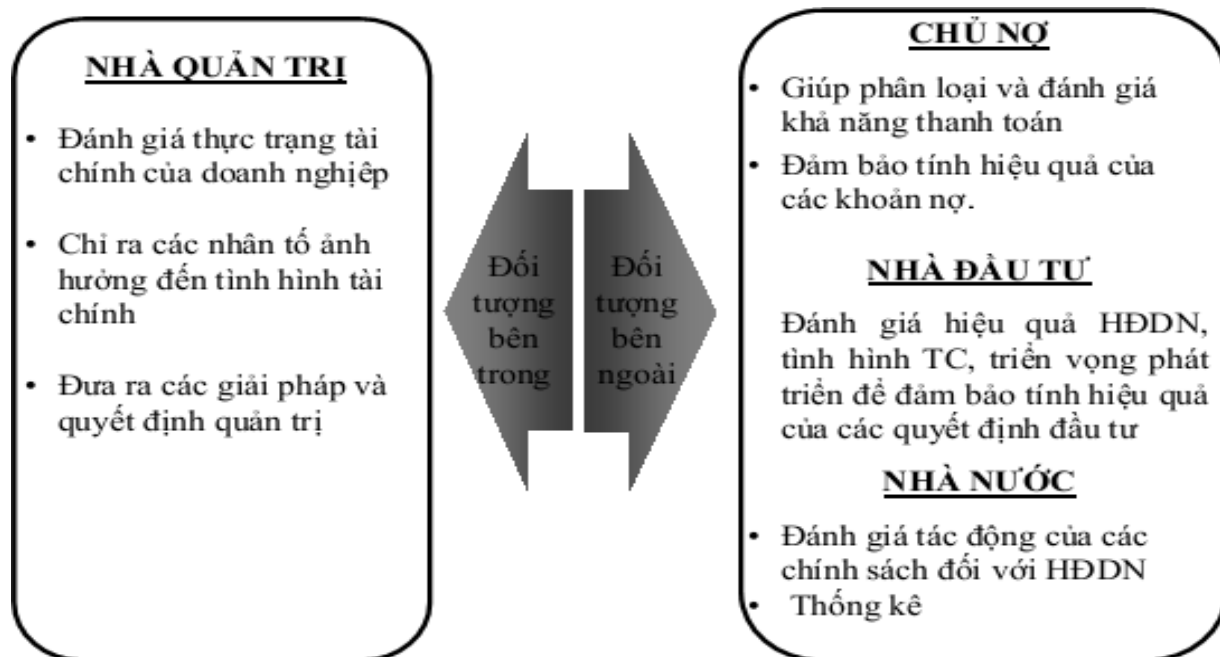 NHÀ QUẢN TRỊ
• Đánh giá thực trạng tài
chính của doanh nghiệp
• Chỉ ra các nhân tố ảnh
hưởng đến tình hình tài
chính
• Đưa ra các giải pháp và
quyết định quản trị
Đối
tượng
bên
trong
Đối
tượng
bên
ngoài
CHỦ NỢ
• Giúp phân loại và đánh giá
khả năng thanh toán
• Đảm bảo tính hiệu quả của
các khoản nợ.
NHÀ ĐẦU TƯ
Đánh giá hiệu quả HĐDN,
tình hình TC, triển vọng phát
triển để đảm bảo tính hiệu quả
của các quyết định đầu tư
NHÀ NƯỚC
• Đánh giá tác động của các
chính sách đối với HĐDN
• Thống kê